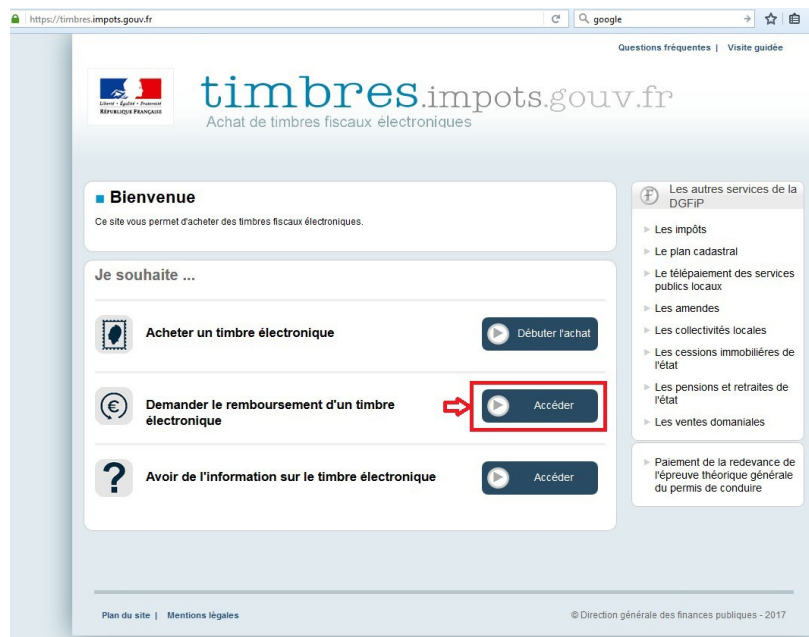 https://timbres.impots.gouv.fr
google
Questions fréquentes | Visite guidée
Liberté • Égalité • Fraternité
RÉPUBLIQUE FRANÇAISE
timbres.impots.gouv.fr
Achat de timbres fiscaux électroniques
Bienvenue
Ce site vous permet d'acheter des timbres fiscaux électroniques.
Je souhaite ...
Acheter un timbre électronique
Débuter l'achat
Demander le remboursement d'un timbre
électronique
Accéder
Avoir de l'information sur le timbre électronique
Accéder
Les autres services de la
DGFiP
Les impôts
Le plan cadastral
Le télépaiement des services
publics locaux
Les amendes
Les collectivités locales
Les cessions immobiliéres de
l'état
Les pensions et retraites de
l'état
Les ventes domaniales
Paiement de la redevance de
l'épreuve théorique générale
du permis de conduire
Plan du site | Mentions légales
© Direction générale des finances publiques - 2017